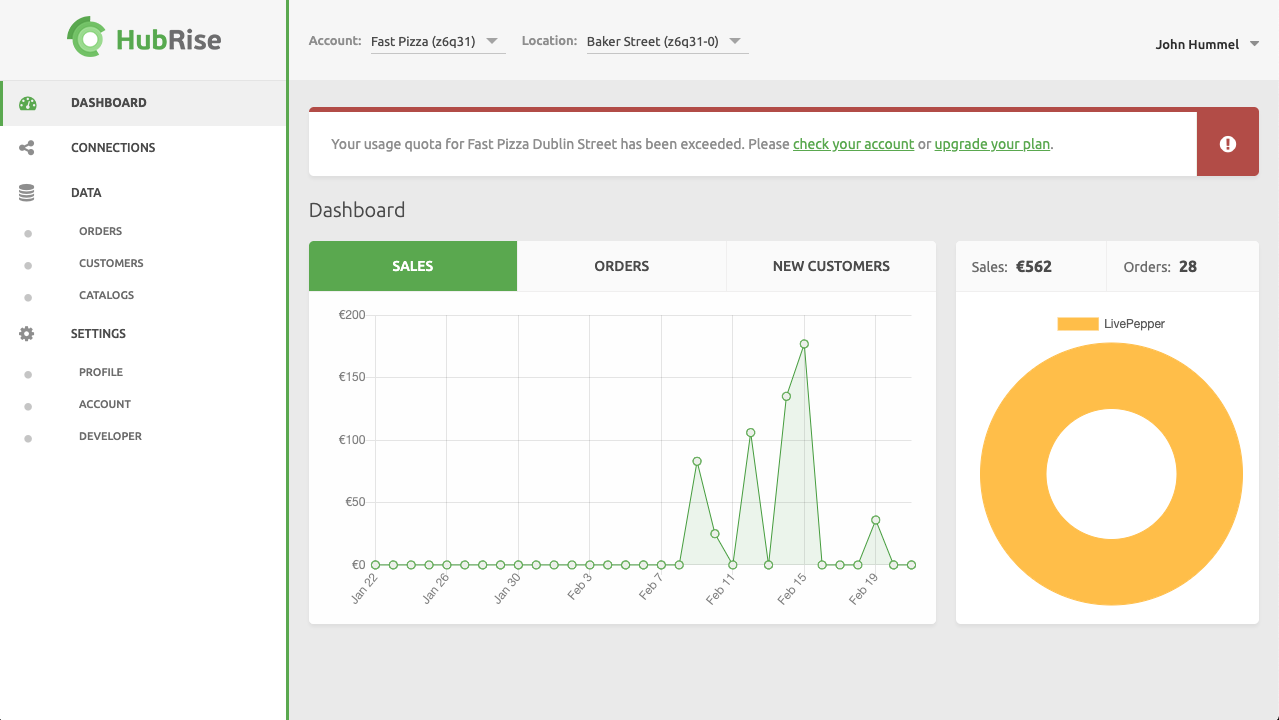 HubRise
Account: Fast Pizza (z6q31) Location: Baker Street (z6q31-0)
John Hummel
DASHBOARD
CONNECTIONS
DATA
ORDERS
CUSTOMERS
CATALOGS
SETTINGS
PROFILE
ACCOUNT
DEVELOPER
Your usage quota for Fast Pizza Dublin Street has been exceeded. Please check your account or upgrade your plan.
Dashboard
SALES ORDERS NEW CUSTOMERS
€200
€150
€100
€50
€0
Jan 22 Jan 26 Jan 30 Feb 3 Feb 7 Feb 11 Feb 15 Feb 19
Sales: €562 Orders: 28
LivePepper